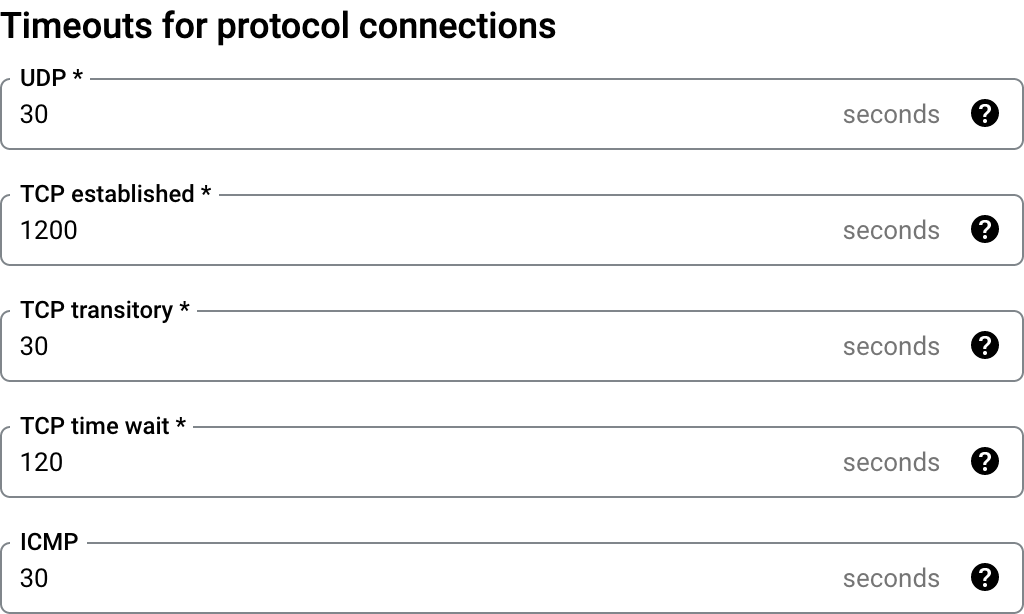 Timeouts for protocol connections
UDP *
30 seconds
TCP established *
1200 seconds
TCP transitory *
30 seconds
TCP time wait *
120 seconds
ICMP
30 seconds